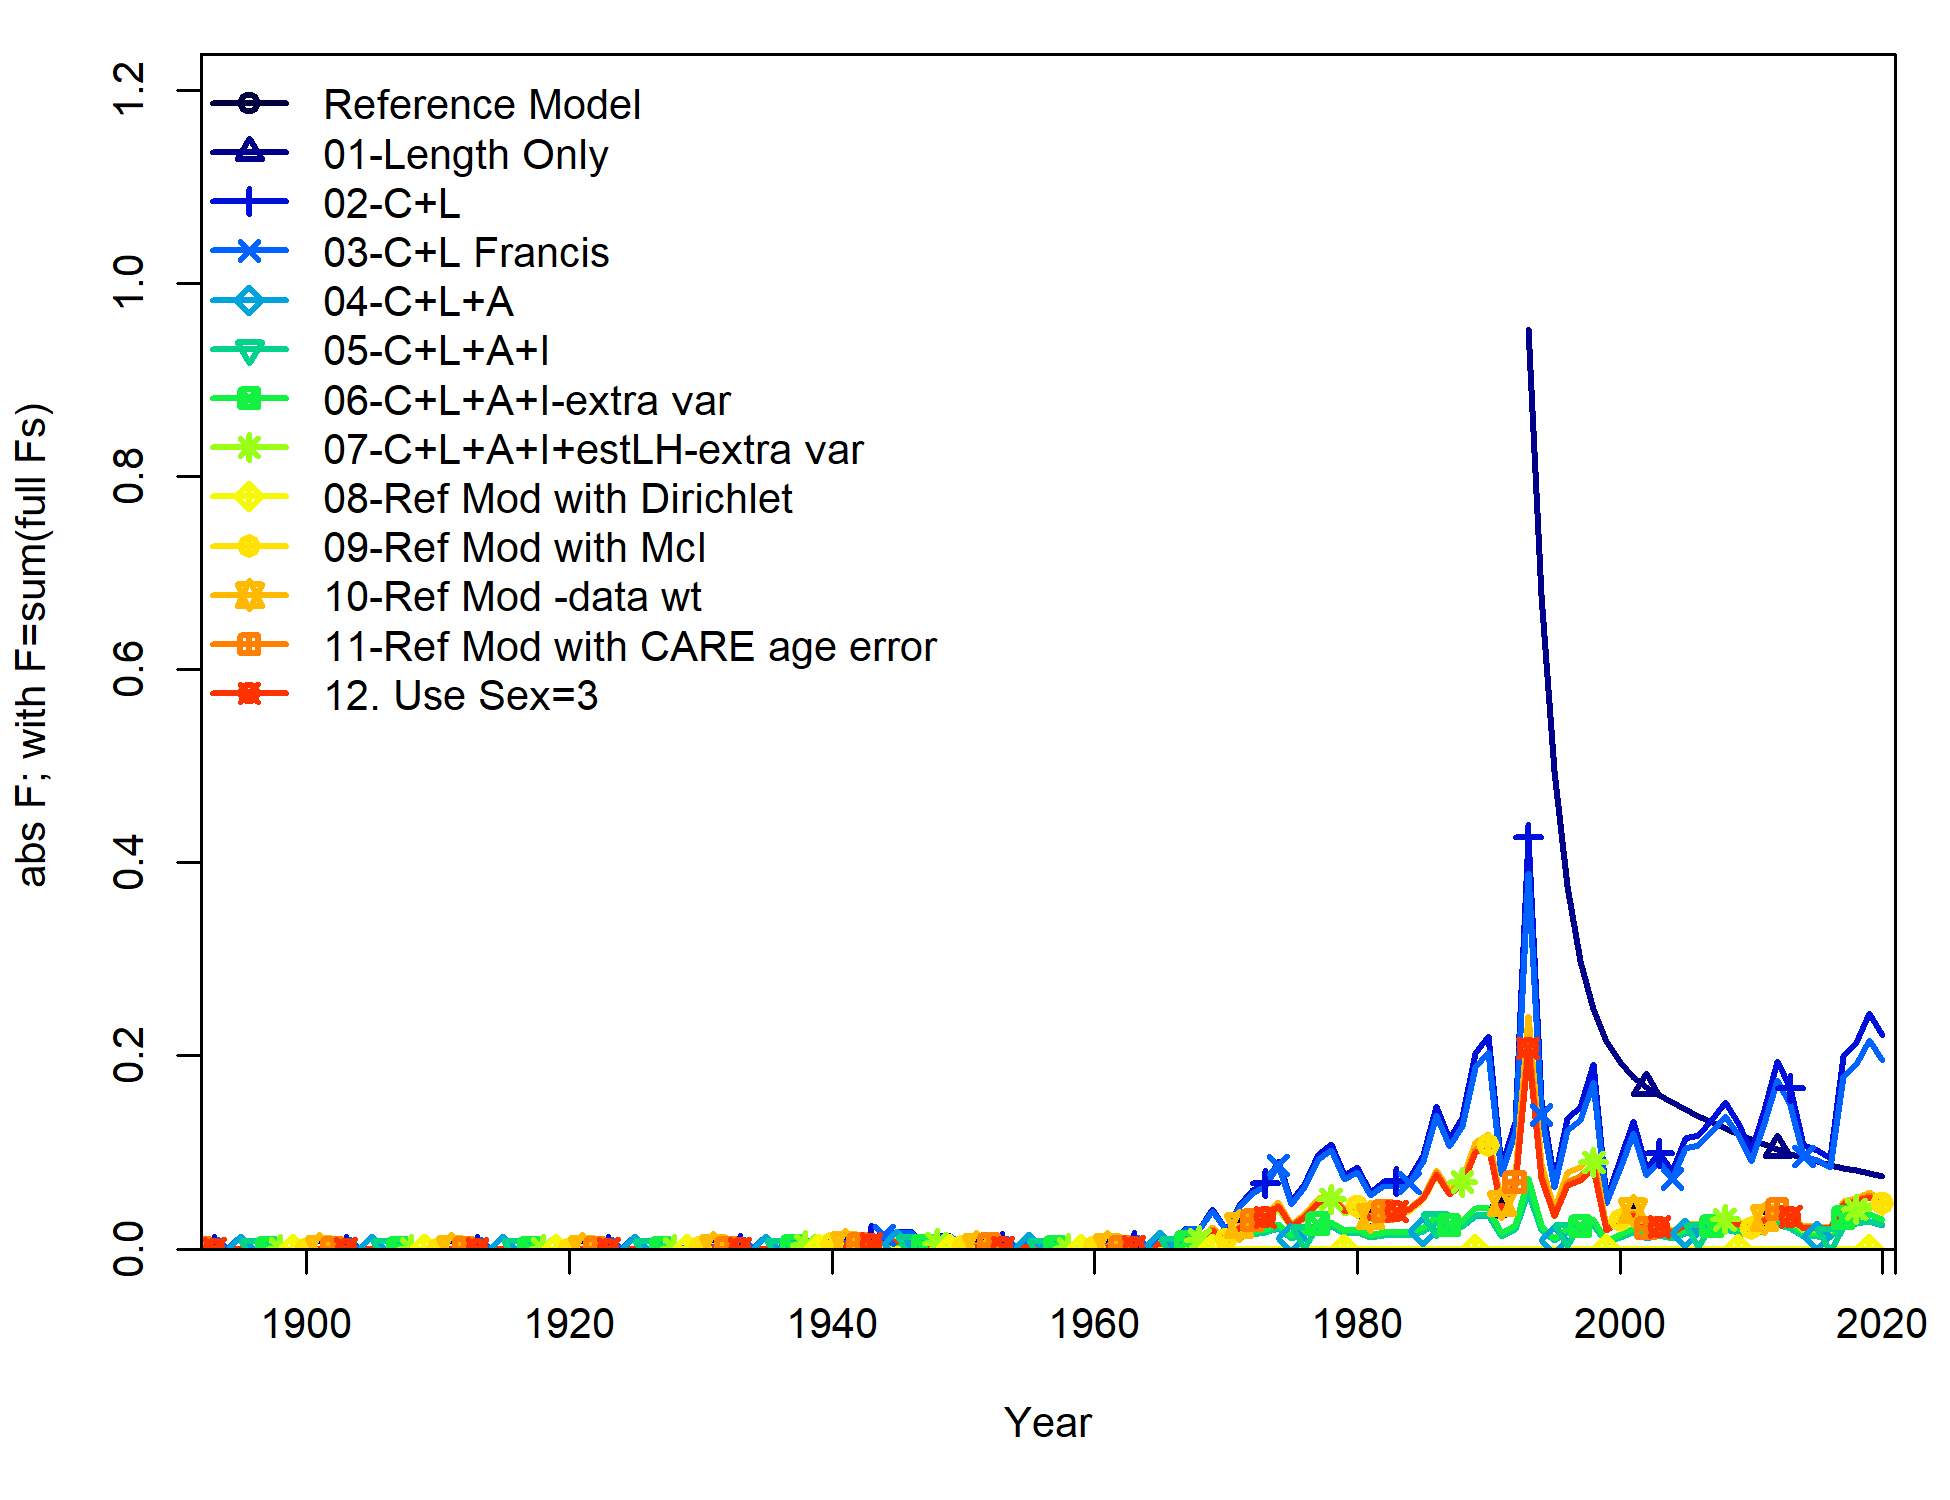 1.2
1.0
0.8
0.6
0.4
0.2
0.0
abs F; with F=sum(full Fs)
Reference Model
01-Length Only
02-C+L
03-C+L Francis
04-C+L+A
05-C+L+A+I
06-C+L+A+I-extra var
07-C+L+A+I+estLH-extra var
08-Ref Mod with Dirichlet
09-Ref Mod with McI
10-Ref Mod -data wt
11-Ref Mod with CARE age error
12. Use Sex=3
1900 1920 1940 1960 1980 2000 2020
Year